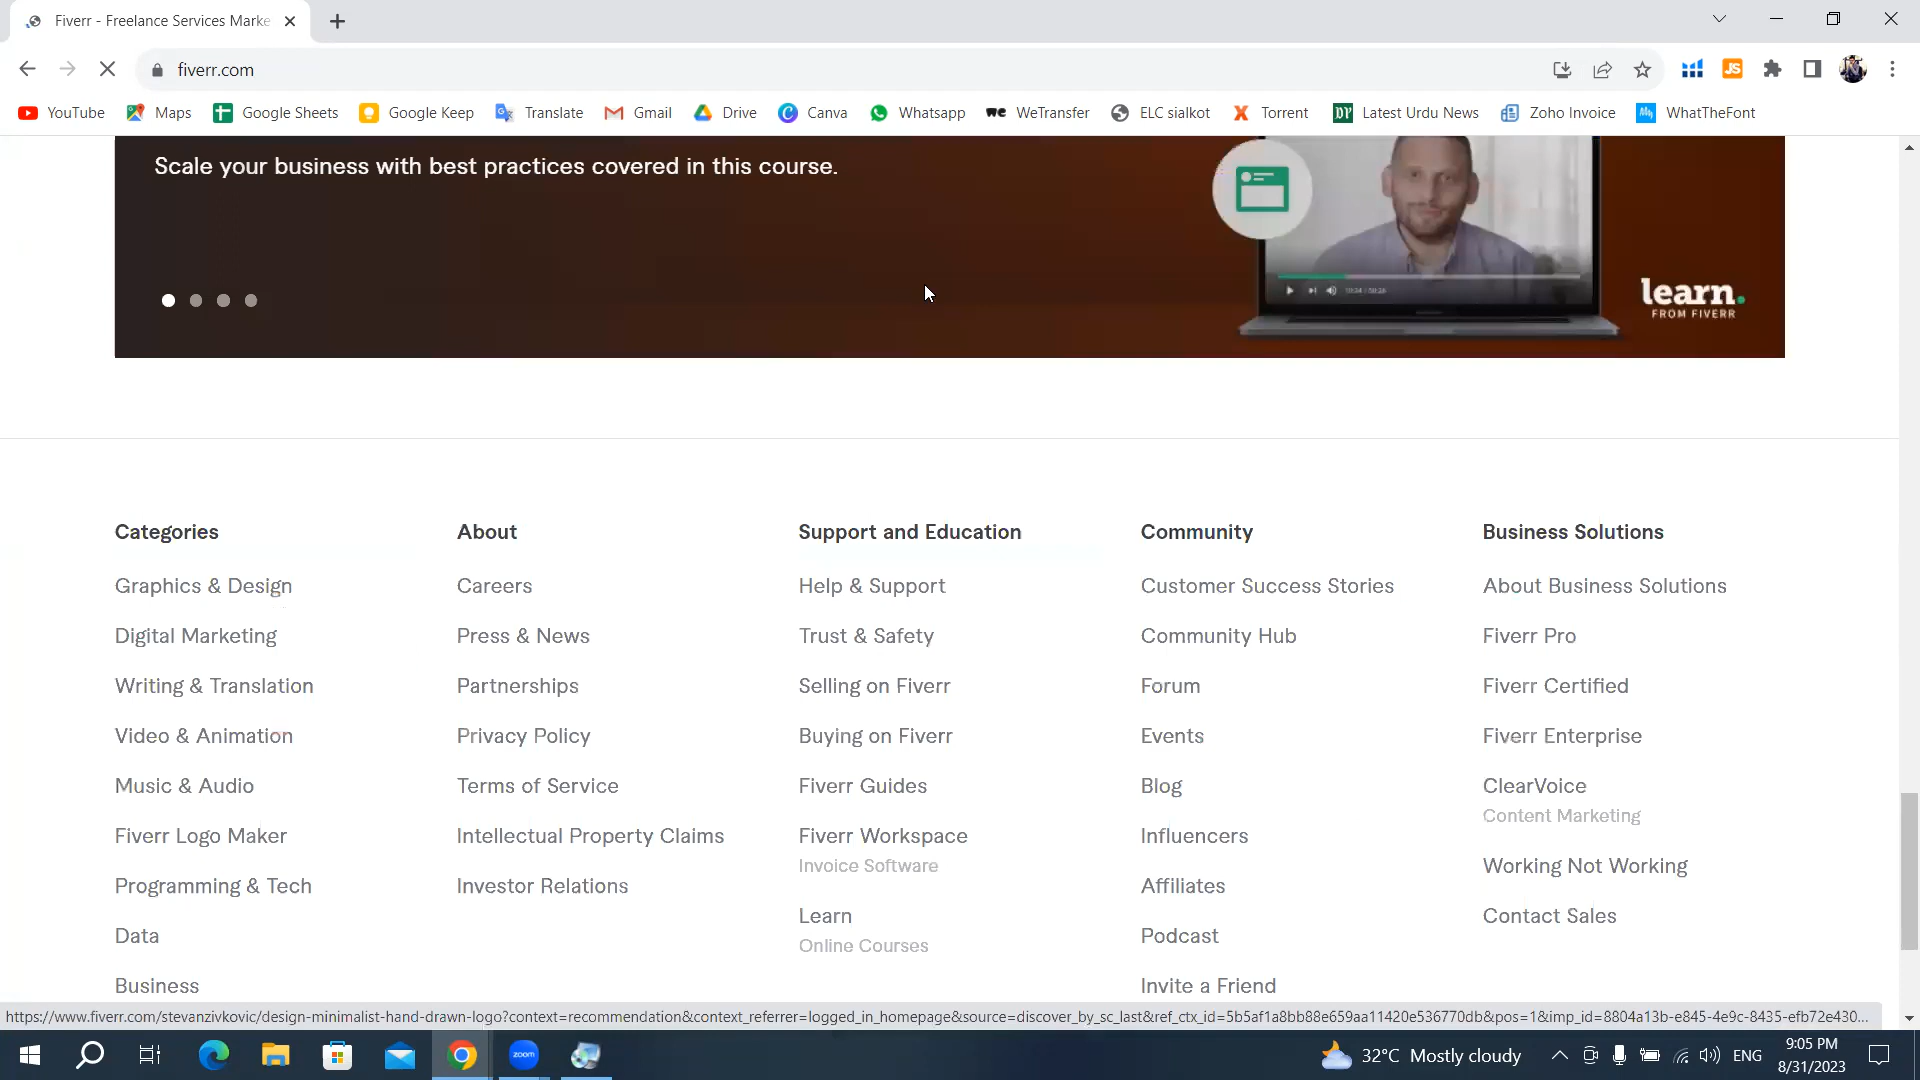 Fiverr - Freelance Services Marke
fiverr.com
YouTube Maps Google Sheets Google Keep Translate Gmail Drive Canva Whatsapp WeTransfer ELC sialkot Torrent Latest Urdu News Zoho Invoice WhatTheFont
Scale your business with best practices covered in this course.
learn.
FROM FIVERR
Categories
Graphics & Design
Digital Marketing
Writing & Translation
Video & Animation
Music & Audio
Fiverr Logo Maker
Programming & Tech
Data
Business
About
Careers
Press & News
Partnerships
Privacy Policy
Terms of Service
Intellectual Property Claims
Investor Relations
Support and Education
Help & Support
Trust & Safety
Selling on Fiverr
Buying on Fiverr
Fiverr Guides
Fiverr Workspace
Invoice Software
Learn
Online Courses
Community
Customer Success Stories
Community Hub
Forum
Events
Blog
Influencers
Affiliates
Podcast
Invite a Friend
Business Solutions
About Business Solutions
Fiverr Pro
Fiverr Certified
Fiverr Enterprise
ClearVoice
Content Marketing
Working Not Working
Contact Sales
https://www.fiverr.com/stevanzivkovic/design-minimalist-hand-drawn-logo?context=recommendation&context_referrer=logged_in_homepage&source=discover_by_sc_last&ref_ctx_id=5b5af1a8bb88e659aa11420e536770db&pos=1&imp_id=8804a13b-e845-4e9c-8435-efb72e430...
zoom
32°C Mostly cloudy
ENG
9:05 PM
8/31/2023